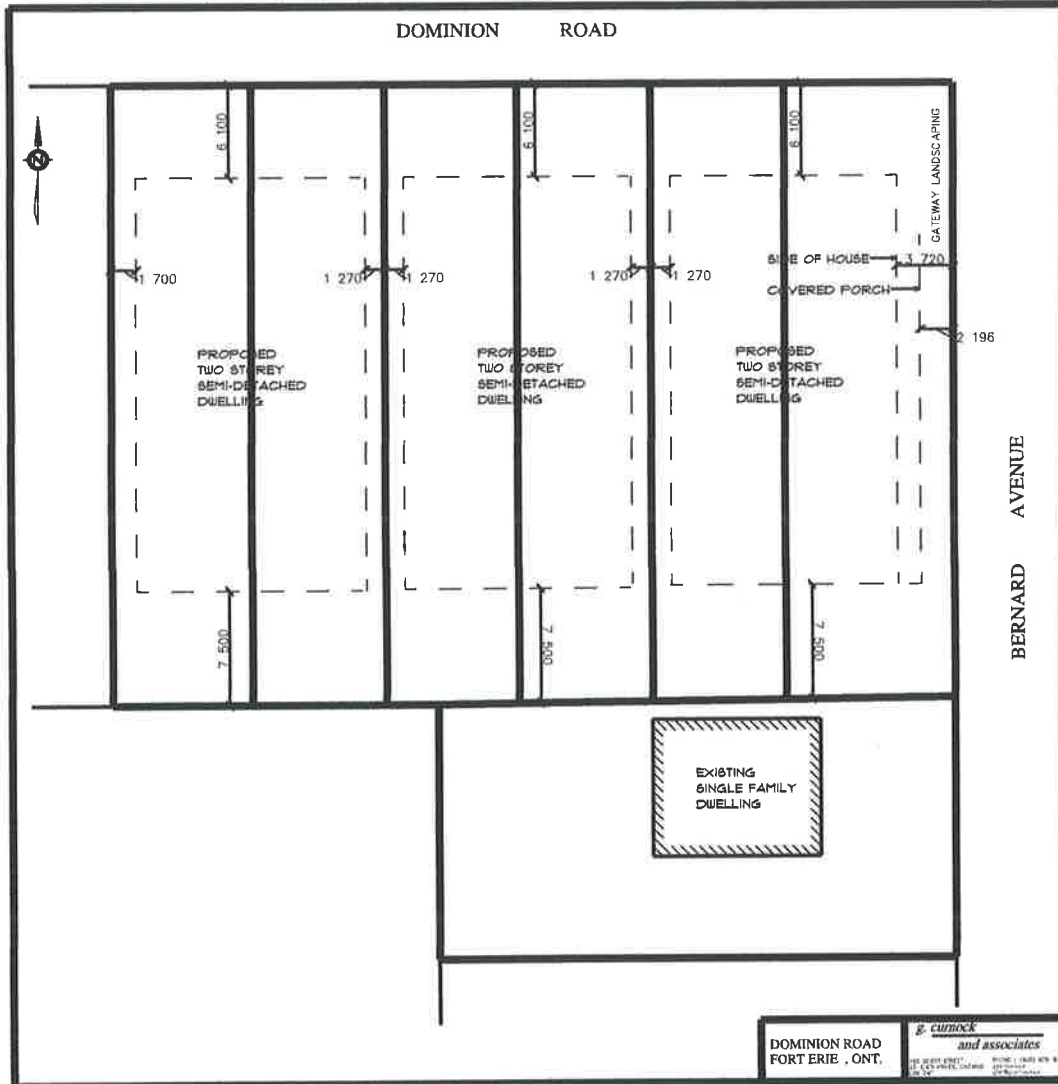 DOMINION ROAD
6 100
6 100
6 100
GATEWAY LANDSCAPING
N
SIDE OF HOUSE
3 720
COVERED PORCH
1 700
1 270
1 270
1 270
1 270
2 196
PROPOSED
TWO STOREY
SEMI-DETACHED
DWELLING
PROPOSED
TWO STOREY
SEMI-DETACHED
DWELLING
PROPOSED
TWO STOREY
SEMI-DETACHED
DWELLING
BERNARD AVENUE
7 500
7 500
7 500
EXISTING
SINGLE FAMILY
DWELLING
DOMINION ROAD
FORT ERIE , ONT.
g. curnock
and associates